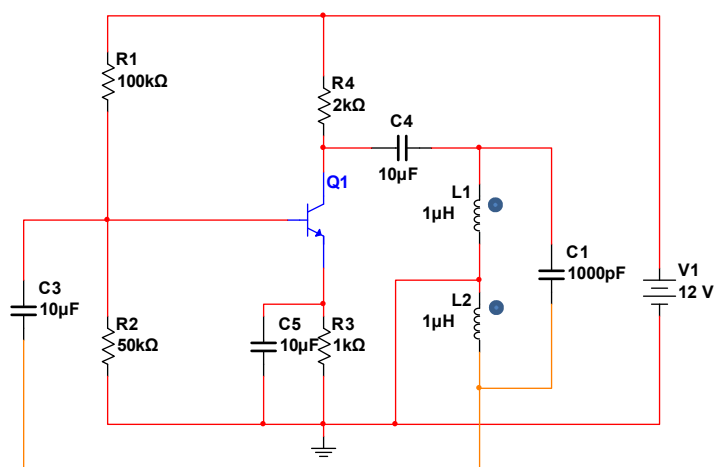 R1
100kΩ
R4
2kΩ
C4
10µF
Q1
L1
1µH
C1
1000pF
V1
12 V
C3
10µF
L2
1µH
R2
50kΩ
C5
10µF
R3
1kΩ